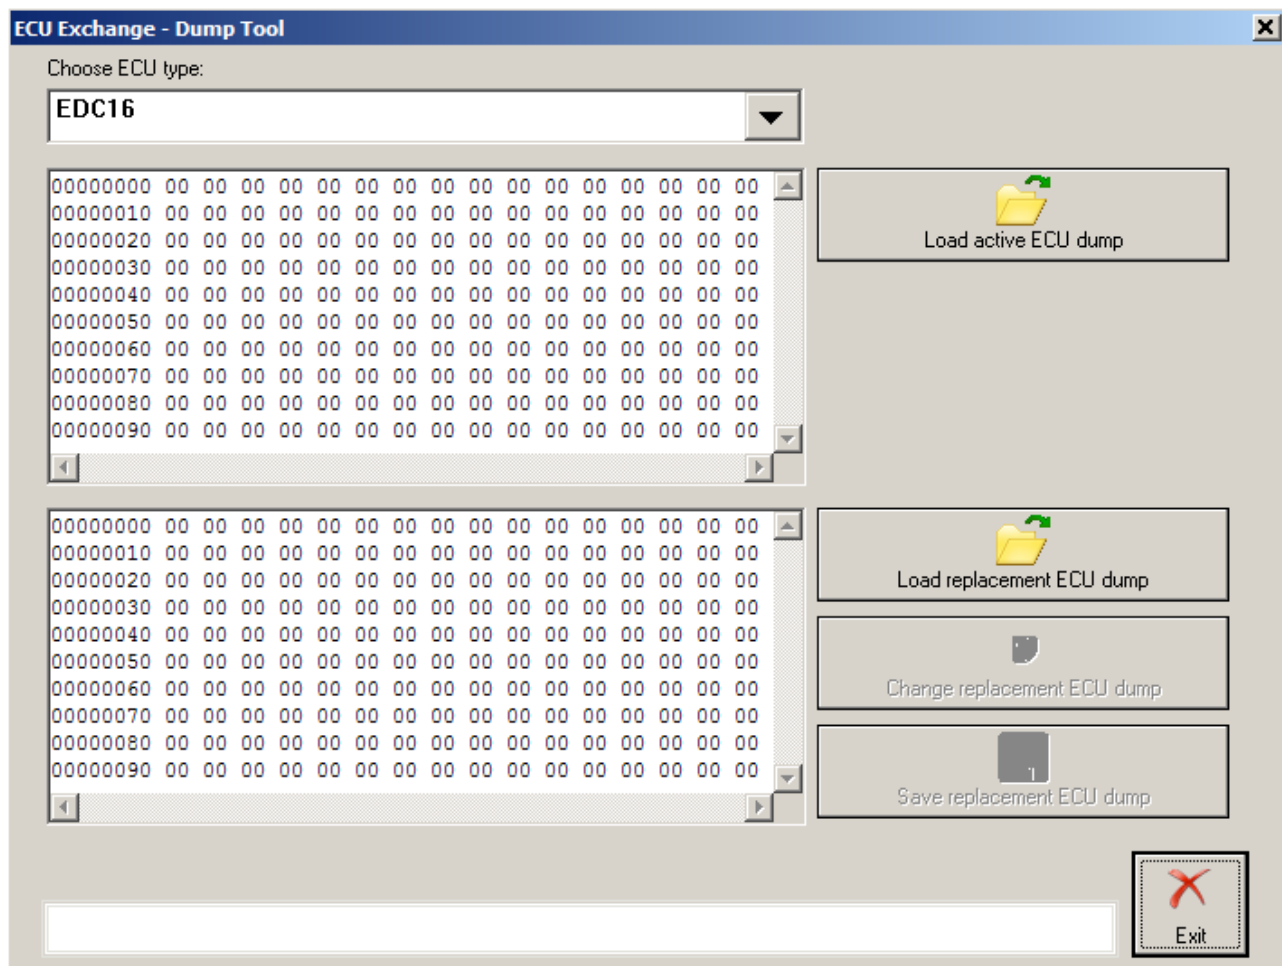 ECU Exchange - Dump Tool
Choose ECU type:
EDC16
00000000 00 00 00 00 00 00 00 00 00 00 00 00 00 00 00 00
00000010 00 00 00 00 00 00 00 00 00 00 00 00 00 00 00 00
00000020 00 00 00 00 00 00 00 00 00 00 00 00 00 00 00 00
00000030 00 00 00 00 00 00 00 00 00 00 00 00 00 00 00 00
00000040 00 00 00 00 00 00 00 00 00 00 00 00 00 00 00 00
00000050 00 00 00 00 00 00 00 00 00 00 00 00 00 00 00 00
00000060 00 00 00 00 00 00 00 00 00 00 00 00 00 00 00 00
00000070 00 00 00 00 00 00 00 00 00 00 00 00 00 00 00 00
00000080 00 00 00 00 00 00 00 00 00 00 00 00 00 00 00 00
00000090 00 00 00 00 00 00 00 00 00 00 00 00 00 00 00 00
Load active ECU dump
00000000 00 00 00 00 00 00 00 00 00 00 00 00 00 00 00 00
00000010 00 00 00 00 00 00 00 00 00 00 00 00 00 00 00 00
00000020 00 00 00 00 00 00 00 00 00 00 00 00 00 00 00 00
00000030 00 00 00 00 00 00 00 00 00 00 00 00 00 00 00 00
00000040 00 00 00 00 00 00 00 00 00 00 00 00 00 00 00 00
00000050 00 00 00 00 00 00 00 00 00 00 00 00 00 00 00 00
00000060 00 00 00 00 00 00 00 00 00 00 00 00 00 00 00 00
00000070 00 00 00 00 00 00 00 00 00 00 00 00 00 00 00 00
00000080 00 00 00 00 00 00 00 00 00 00 00 00 00 00 00 00
00000090 00 00 00 00 00 00 00 00 00 00 00 00 00 00 00 00
Load replacement ECU dump
Change replacement ECU dump
Save replacement ECU dump
Exit